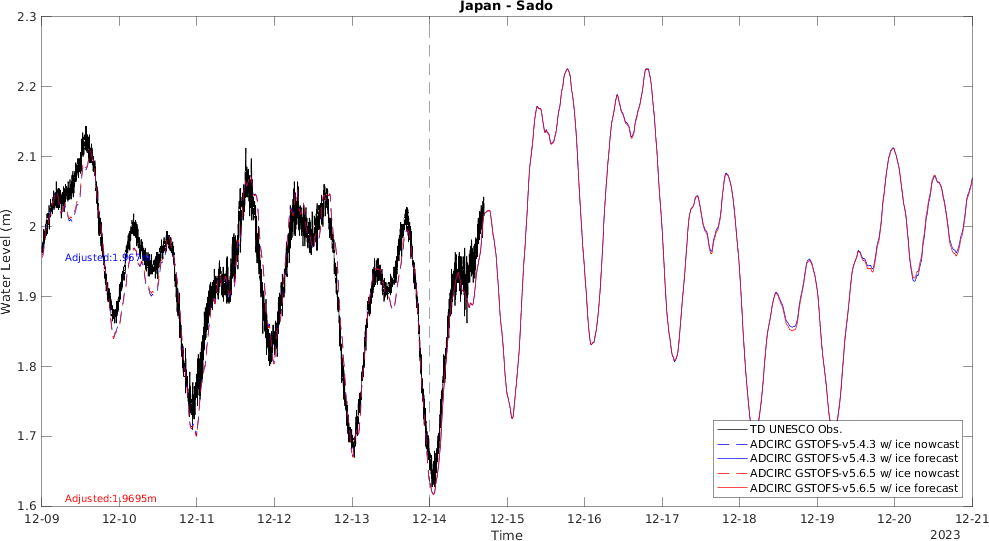 Japan - Sado
2.3
2.2
2.1
2
1.9
1.8
1.7
1.6
Water Level (m)
Adjusted:1.967
Adjusted:1.9695m
TD UNESCO Obs.
ADCIRC GSTOFS-v5.4.3 w/ ice nowcast
ADCIRC GSTOFS-v5.4.3 w/ ice forecast
ADCIRC GSTOFS-v5.6.5 w/ ice nowcast
ADCIRC GSTOFS-v5.6.5 w/ ice forecast
12-09 12-10 12-11 12-12 12-13 12-14 12-15 12-16 12-17 12-18 12-19 12-20 12-21
Time
2023